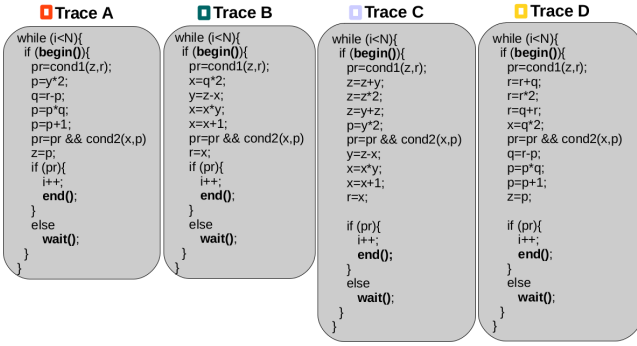 Trace A
while (i<N){
if (begin()){
pr=cond1(z,r);
p=y*2;
q=r-p;
p=p*q;
p=p+1;
pr=pr && cond2(x,p)
z=p;
if (pr){
i++;
end();
}
else
wait();
}
}
Trace B
while (i<N){
if (begin()){
pr=cond1(z,r);
x=q*2;
y=z-x;
x=x*y;
x=x+1;
pr=pr && cond2(x,p)
r=x;
if (pr){
i++;
end();
}
else
wait();
}
}
Trace C
while (i<N){
if (begin()){
pr=cond1(z,r);
z=z+y;
z=z*2;
z=y+z;
p=y*2;
pr=pr && cond2(x,p)
y=z-x;
x=x*y;
x=x+1;
r=x;
if (pr){
i++;
end();
}
else
wait();
}
}
Trace D
while (i<N){
if (begin()){
pr=cond1(z,r);
r=r+q;
r=r*2;
r=q+r;
x=q*2;
pr=pr && cond2(x,p)
q=r-p;
p=p*q;
p=p+1;
z=p;
if (pr){
i++;
end();
}
else
wait();
}
}